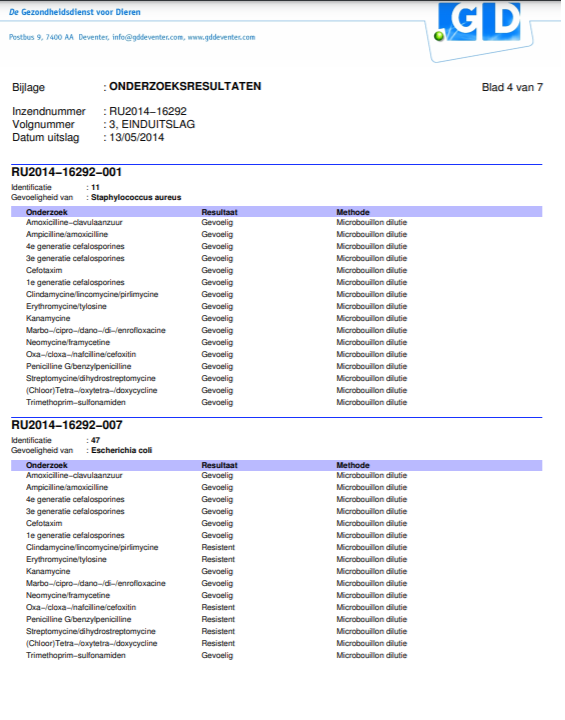 De Gezondheidsdienst voor Dieren
GD
Postbus 9, 7400 AA Deventer, info@gddeventer.com, www.gddeventer.com
Bijlage : ONDERZOEKSRESULTATEN Blad 4 van 7
Inzendnummer : RU2014−16292
Volgnummer : 3, EINDUITSLAG
Datum uitslag : 13/05/2014
RU2014−16292−001
Identificatie : 11
Gevoeligheid van : Staphylococcus aureus
Onderzoek Resultaat Methode
Amoxicilline−clavulaanzuur Gevoelig Microbouillon dilutie
Ampicilline/amoxicilline Gevoelig Microbouillon dilutie
4e generatie cefalosporines Gevoelig Microbouillon dilutie
3e generatie cefalosporines Gevoelig Microbouillon dilutie
Cefotaxim Gevoelig Microbouillon dilutie
1e generatie cefalosporines Gevoelig Microbouillon dilutie
Clindamycine/lincomycine/pirlimycine Gevoelig Microbouillon dilutie
Erythromycine/tylosine Gevoelig Microbouillon dilutie
Kanamycine Gevoelig Microbouillon dilutie
Marbo−/cipro−/dano−/di−/enrofloxacine Gevoelig Microbouillon dilutie
Neomycine/framycetine Gevoelig Microbouillon dilutie
Oxa−/cloxa−/nafcilline/cefoxitin Gevoelig Microbouillon dilutie
Penicilline G/benzylpenicilline Gevoelig Microbouillon dilutie
Streptomycine/dihydrostreptomycine Gevoelig Microbouillon dilutie
(Chloor)Tetra−/oxytetra−/doxycycline Gevoelig Microbouillon dilutie
Trimethoprim−sulfonamiden Gevoelig Microbouillon dilutie
RU2014−16292−007
Identificatie : 47
Gevoeligheid van : Escherichia coli
Onderzoek Resultaat Methode
Amoxicilline−clavulaanzuur Gevoelig Microbouillon dilutie
Ampicilline/amoxicilline Gevoelig Microbouillon dilutie
4e generatie cefalosporines Gevoelig Microbouillon dilutie
3e generatie cefalosporines Gevoelig Microbouillon dilutie
Cefotaxim Gevoelig Microbouillon dilutie
1e generatie cefalosporines Gevoelig Microbouillon dilutie
Clindamycine/lincomycine/pirlimycine Resistent Microbouillon dilutie
Erythromycine/tylosine Resistent Microbouillon dilutie
Kanamycine Gevoelig Microbouillon dilutie
Marbo−/cipro−/dano−/di−/enrofloxacine Gevoelig Microbouillon dilutie
Neomycine/framycetine Gevoelig Microbouillon dilutie
Oxa−/cloxa−/nafcilline/cefoxitin Resistent Microbouillon dilutie
Penicilline G/benzylpenicilline Resistent Microbouillon dilutie
Streptomycine/dihydrostreptomycine Resistent Microbouillon dilutie
(Chloor)Tetra−/oxytetra−/doxycycline Resistent Microbouillon dilutie
Trimethoprim−sulfonamiden Gevoelig Microbouillon dilutie